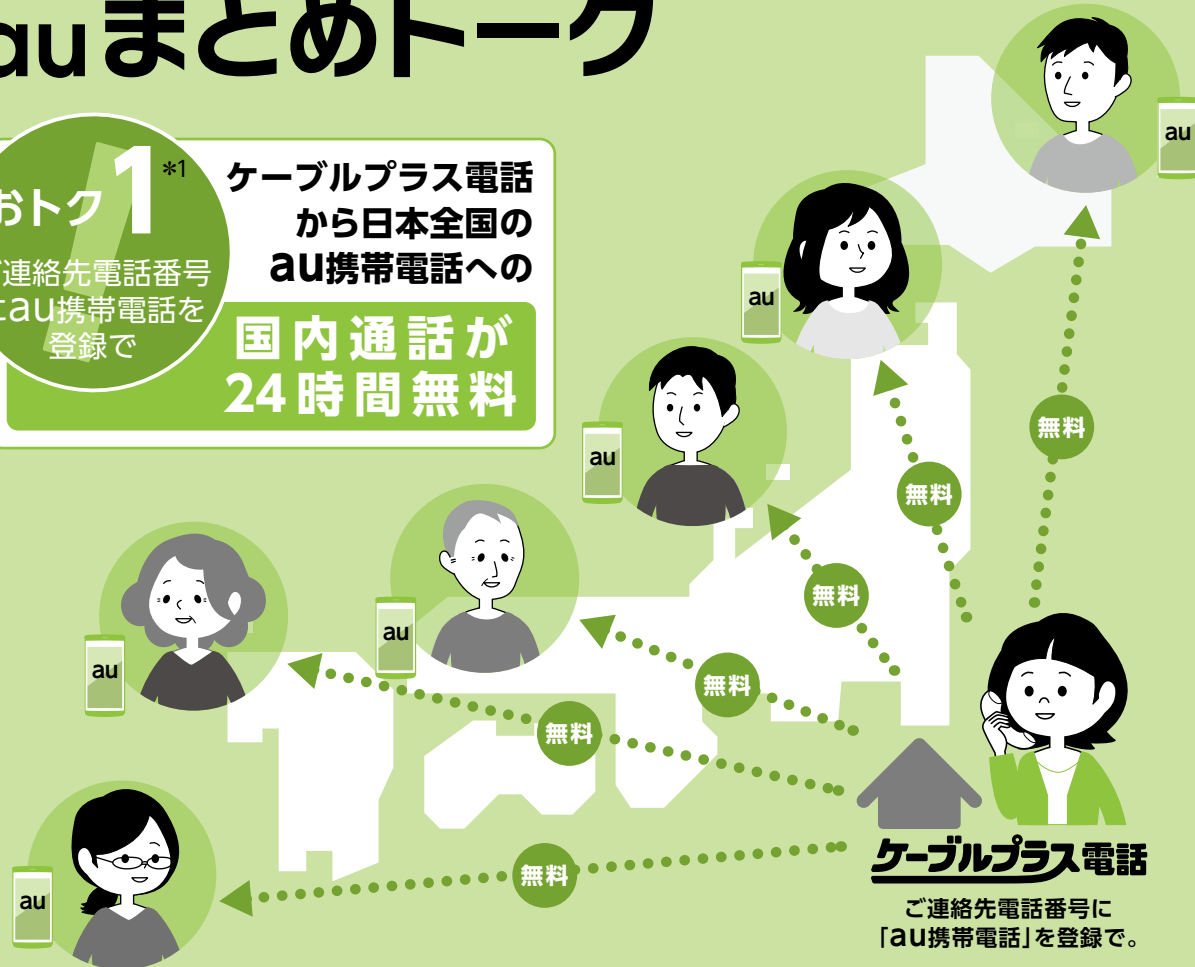 auまとめトーク
おトク1 *1
ご連絡先電話番号
にau携帯電話を
登録で
ケーブルプラス電話
から日本全国の
au携帯電話への
国内通話が
24時間無料
au
au
au
au
au
au
無料
無料
無料
無料
無料
無料
ケーブルプラス電話
ご連絡先電話番号に
「au携帯電話」を登録で。